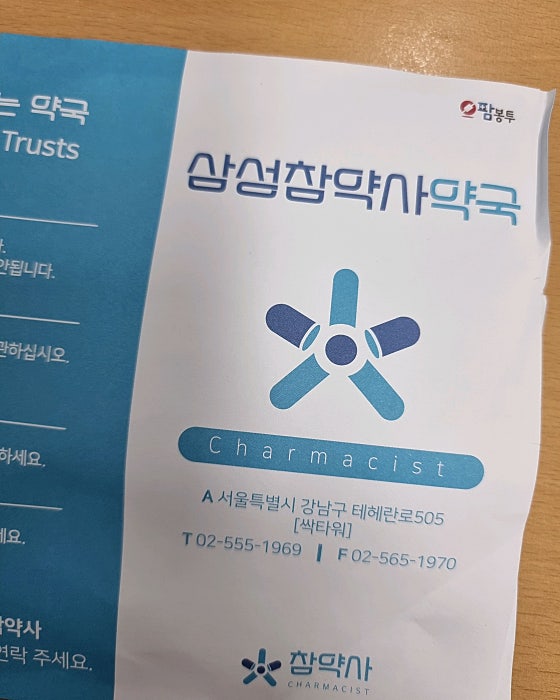 는 약국
Trusts
안됩니다.
관하십시오.
하세요.
세요.
약사
연락 주세요.
팜봉투
삼성참약사약국
Charmacist
A 서울특별시 강남구 테헤란로505
[싹타워]
T 02-555-1969 | F 02-565-1970
참약사
CHARMACIST